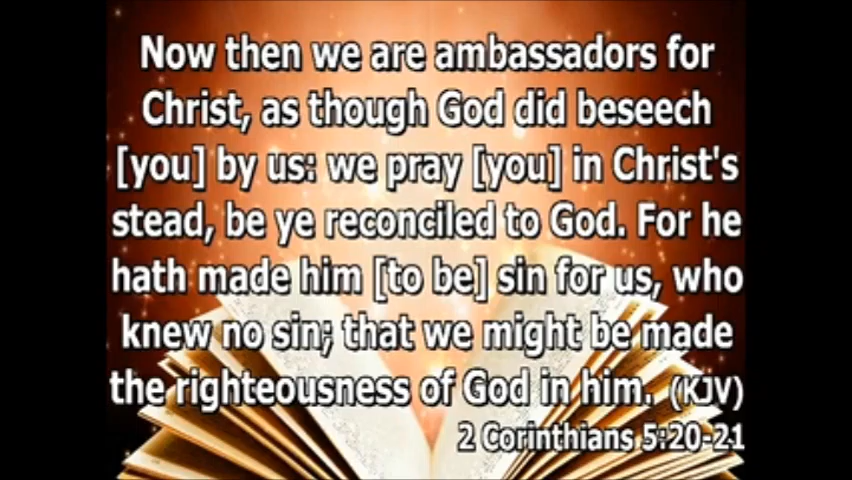 Now then we are ambassadors for
Christ, as though God did beseech
[you] by us: we pray [you] in Christ's
stead, be ye reconciled to God. For he
hath made him [to be] sin for us, who
knew no sin; that we might be made
the righteousness of God in him. (KJV)
2 Corinthians 5:20-21